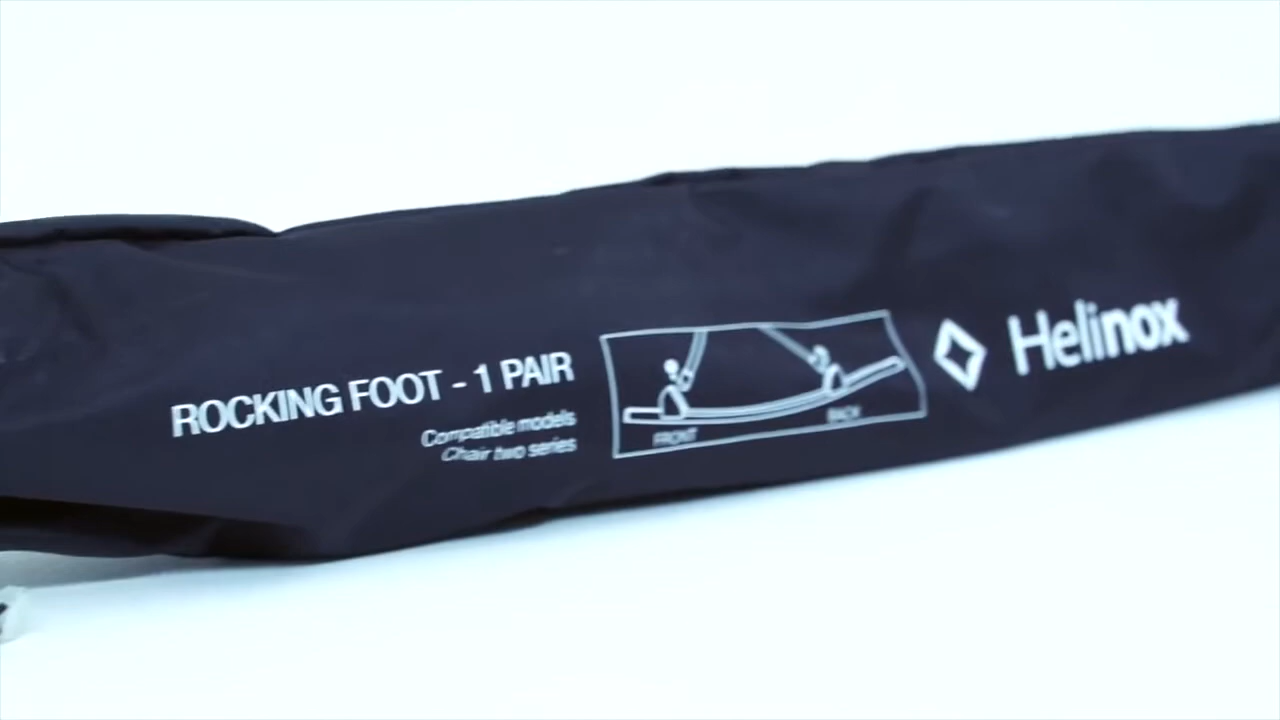 ROCKING FOOT - 1 PAIR
Compatible models
Chair two series
FRONT
BACK
Helinox